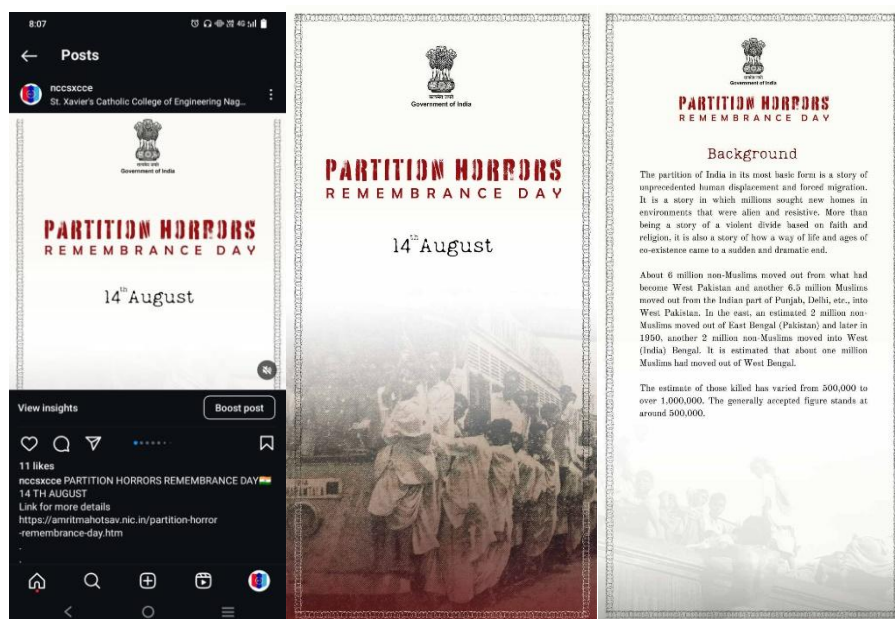 8:07
4G
Posts
nccsxcce
St. Xavier's Catholic College of Engineering Nag...
सत्यमेव जयते
Government of India
PARTITION HORRORS
REMEMBRANCE DAY
14th August
View insights
Boost post
11 likes
nccsxcce PARTITION HORRORS REMEMBRANCE DAY🇮🇳
14 TH AUGUST
Link for more details
https://amritmahotsav.nic.in/partition-horror
-remembrance-day.htm
.
.
सत्यमेव जयते
Government of India
PARTITION HORRORS
REMEMBRANCE DAY
14th August
सत्यमेव जयते
Government of India
PARTITION HORRORS
REMEMBRANCE DAY
Background
The partition of India in its most basic form is a story of
unprecedented human displacement and forced migration.
It is a story in which millions sought new homes in
environments that were alien and resistive. More than
being a story of a violent divide based on faith and
religion, it is also a story of how a way of life and ages of
co-existence came to a sudden and dramatic end.
About 6 million non-Muslims moved out from what had
become West Pakistan and another 6.5 million Muslims
moved out from the Indian part of Punjab, Delhi, etc., into
West Pakistan. In the east, an estimated 2 million non-
Muslims moved out of East Bengal (Pakistan) and later in
1950, another 2 million non-Muslims moved into West
(India) Bengal. It is estimated that about one million
Muslims had moved out of West Bengal.
The estimate of those killed has varied from 500,000 to
over 1,000,000. The generally accepted figure stands at
around 500,000.